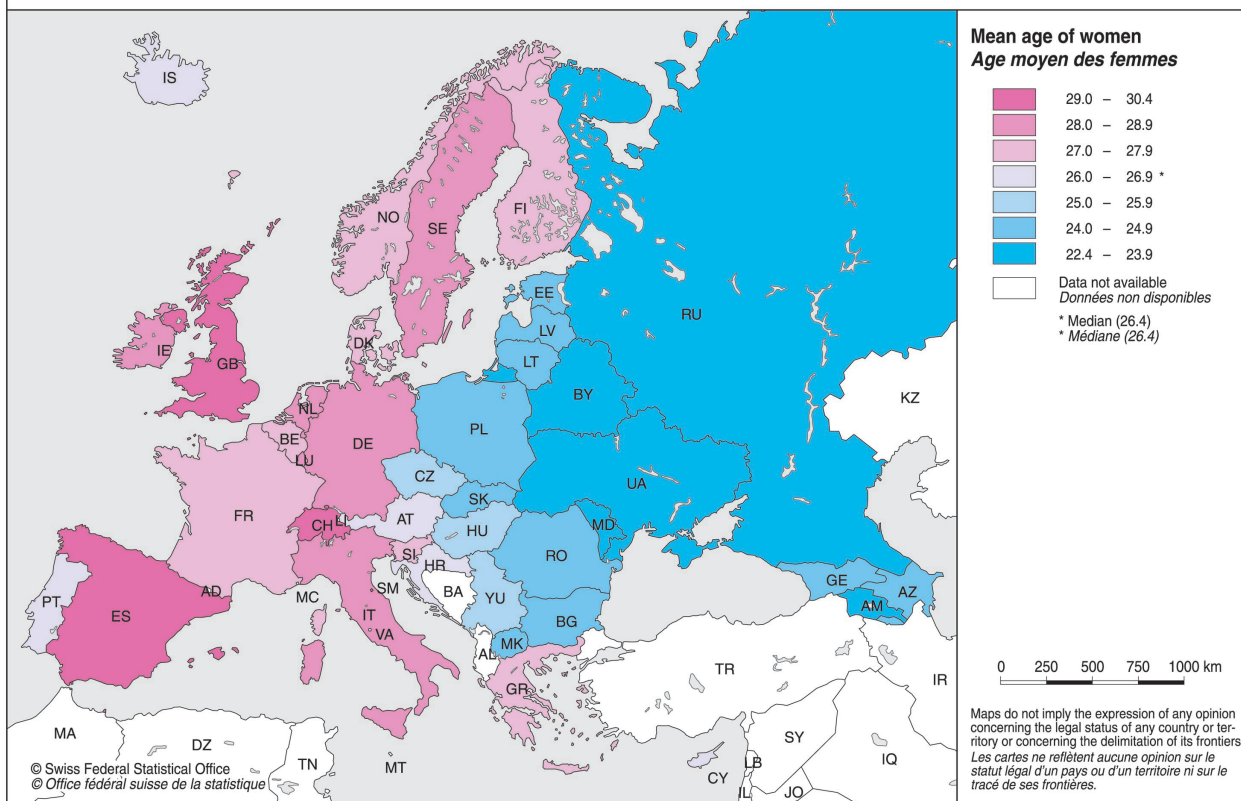 Mean age of women
Age moyen des femmes
29.0 – 30.4
28.0 – 28.9
27.0 – 27.9
26.0 – 26.9 *
25.0 – 25.9
24.0 – 24.9
22.4 – 23.9
Data not available
Données non disponibles
* Median (26.4)
* Médiane (26.4)
IS
NO
SE
FI
EE
LV
LT
RU
IE
GB
DK
NL
BE
LU
DE
PL
BY
KZ
CZ
SK
UA
FR
CH
LI
AT
HU
MD
SI
HR
RO
PT
ES
AD
MC
SM
BA
YU
IT
VA
BG
MK
AL
GR
GE
AZ
AM
TR
IR
MA
DZ
TN
MT
CY
LB
SY
IQ
IL
JO
0 250 500 750 1000 km
Maps do not imply the expression of any opinion
concerning the legal status of any country or ter-
ritory or concerning the delimitation of its frontiers
Les cartes ne reflètent aucune opinion sur le
statut légal d'un pays ou d'un territoire ni sur le
tracé de ses frontières.
© Swiss Federal Statistical Office
© Office fédéral suisse de la statistique